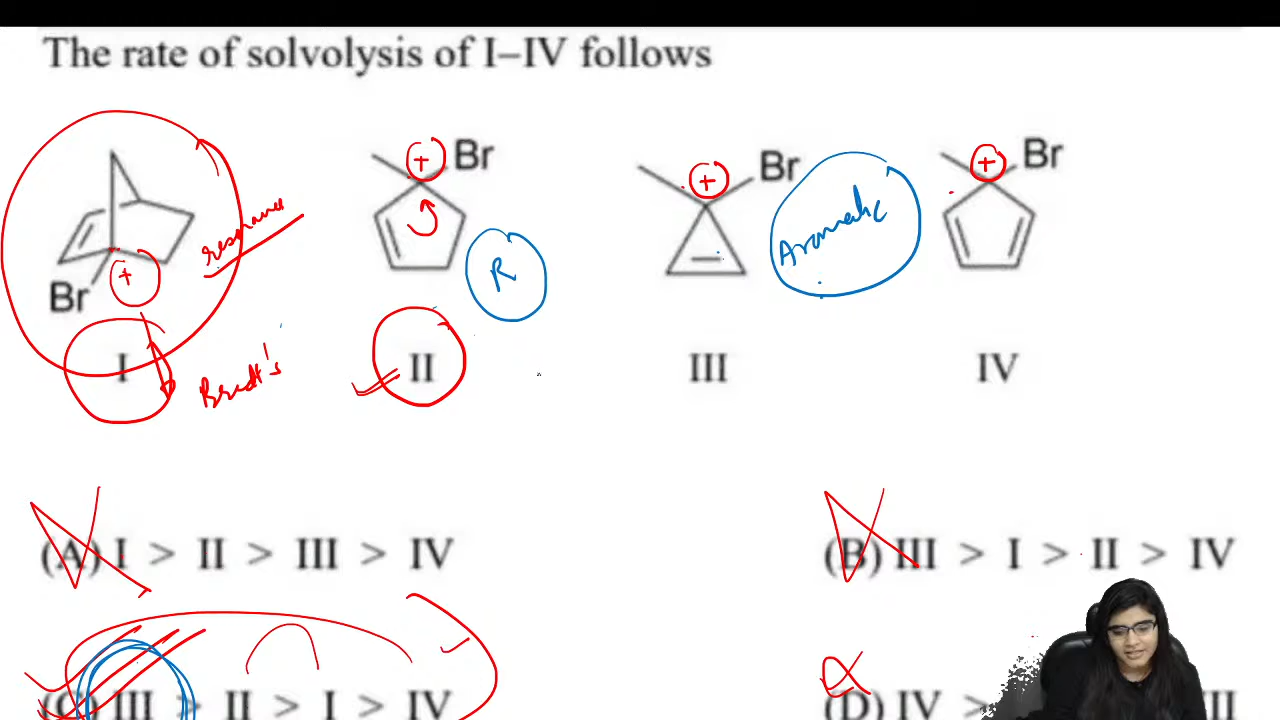 The rate of solvolysis of I–IV follows
Br + + Br + Br + Br
resonance R Aromatic
I II III IV
Bredt's
(A) I > II > III > IV (B) III > I > II > IV
(C) III > II > I > IV (D) IV >